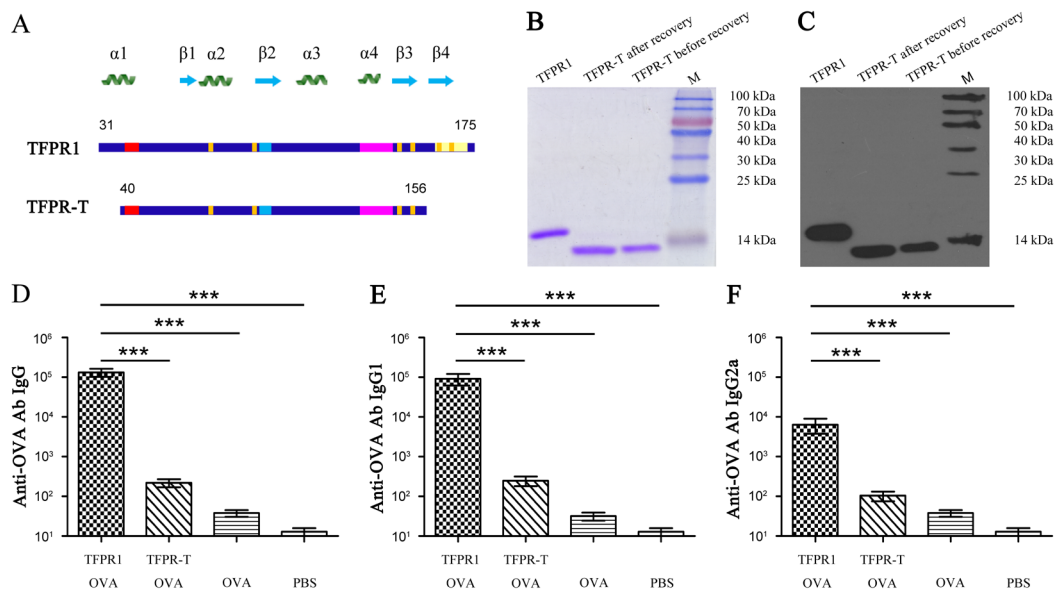 A
α1 β1 α2 β2 α3 α4 β3 β4
31 175
TFPR1
40 156
TFPR-T
B
TFPR1
TFPR-T after recovery
TFPR-T before recovery
M
100 kDa
70 kDa
50 kDa
40 kDa
30 kDa
25 kDa
14 kDa
C
TFPR1
TFPR-T after recovery
TFPR-T before recovery
M
100 kDa
70 kDa
50 kDa
40 kDa
30 kDa
25 kDa
14 kDa
D
***
***
***
Anti-OVA Ab IgG
10⁶
10⁵
10⁴
10³
10²
10¹
TFPR1 TFPR-T
OVA OVA OVA PBS
E
***
***
***
Anti-OVA Ab IgG1
10⁶
10⁵
10⁴
10³
10²
10¹
TFPR1 TFPR-T
OVA OVA OVA PBS
F
***
***
***
Anti-OVA Ab IgG2a
10⁶
10⁵
10⁴
10³
10²
10¹
TFPR1 TFPR-T
OVA OVA OVA PBS